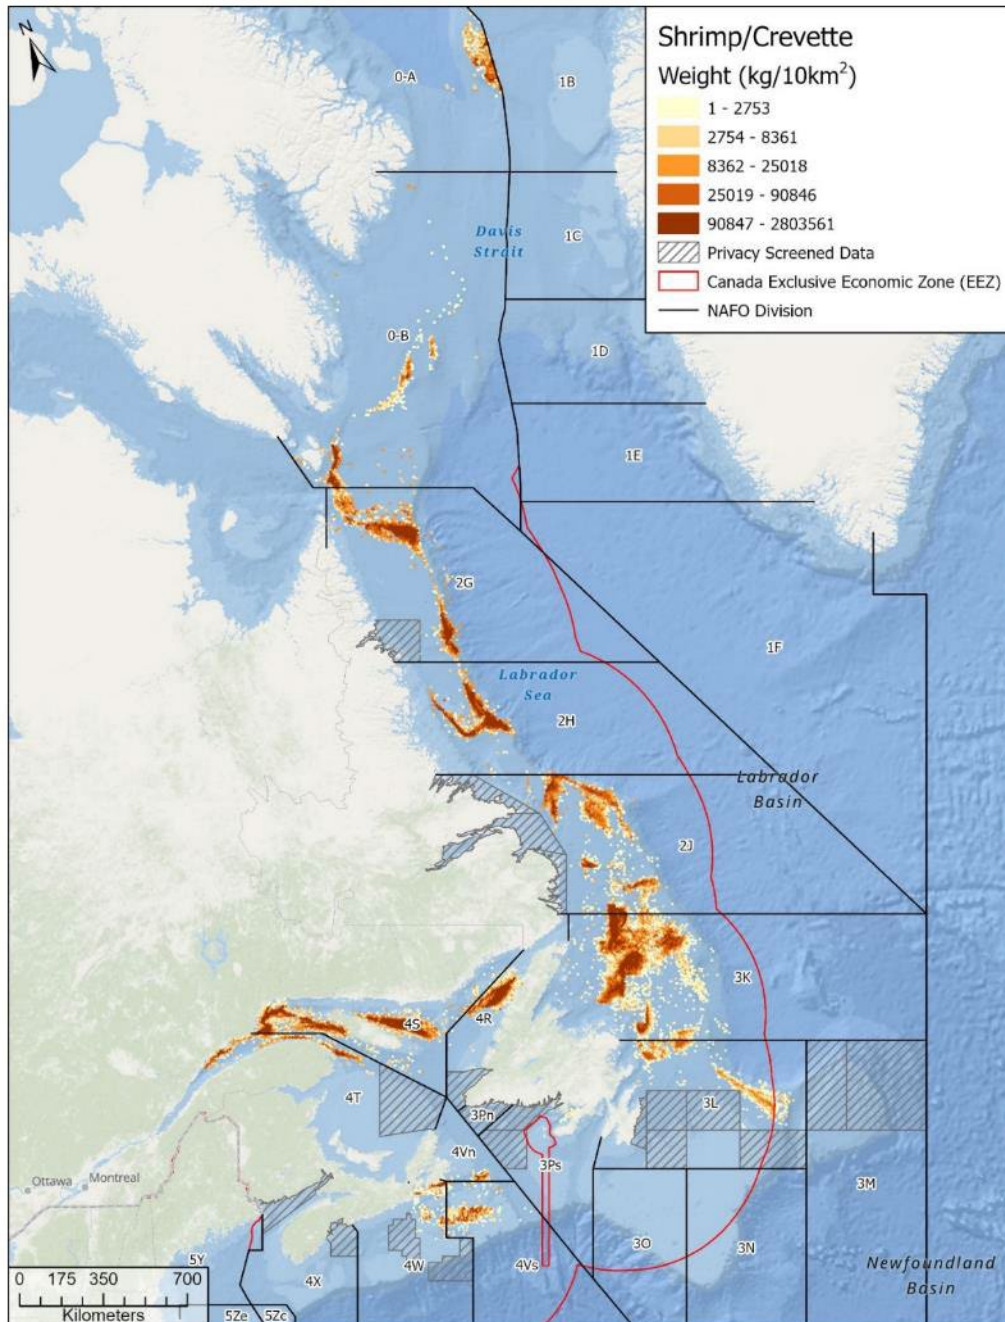 N
Shrimp/Crevette
Weight (kg/10km²)
1 - 2753
2754 - 8361
8362 - 25018
25019 - 90846
90847 - 2803561
Privacy Screened Data
Canada Exclusive Economic Zone (EEZ)
NAFO Division
0-A
1B
Davis
Strait
1C
0-B
1D
1E
2G
1F
Labrador
Sea
2H
Labrador
Basin
2J
3K
4S
4R
4T
3L
3Pn
4Vn
3Ps
3M
Ottawa
Montreal
3O
3N
5Y
4X
4W
4Vs
Newfoundland
Basin
0 175 350 700
Kilometers
5Ze
5Zc